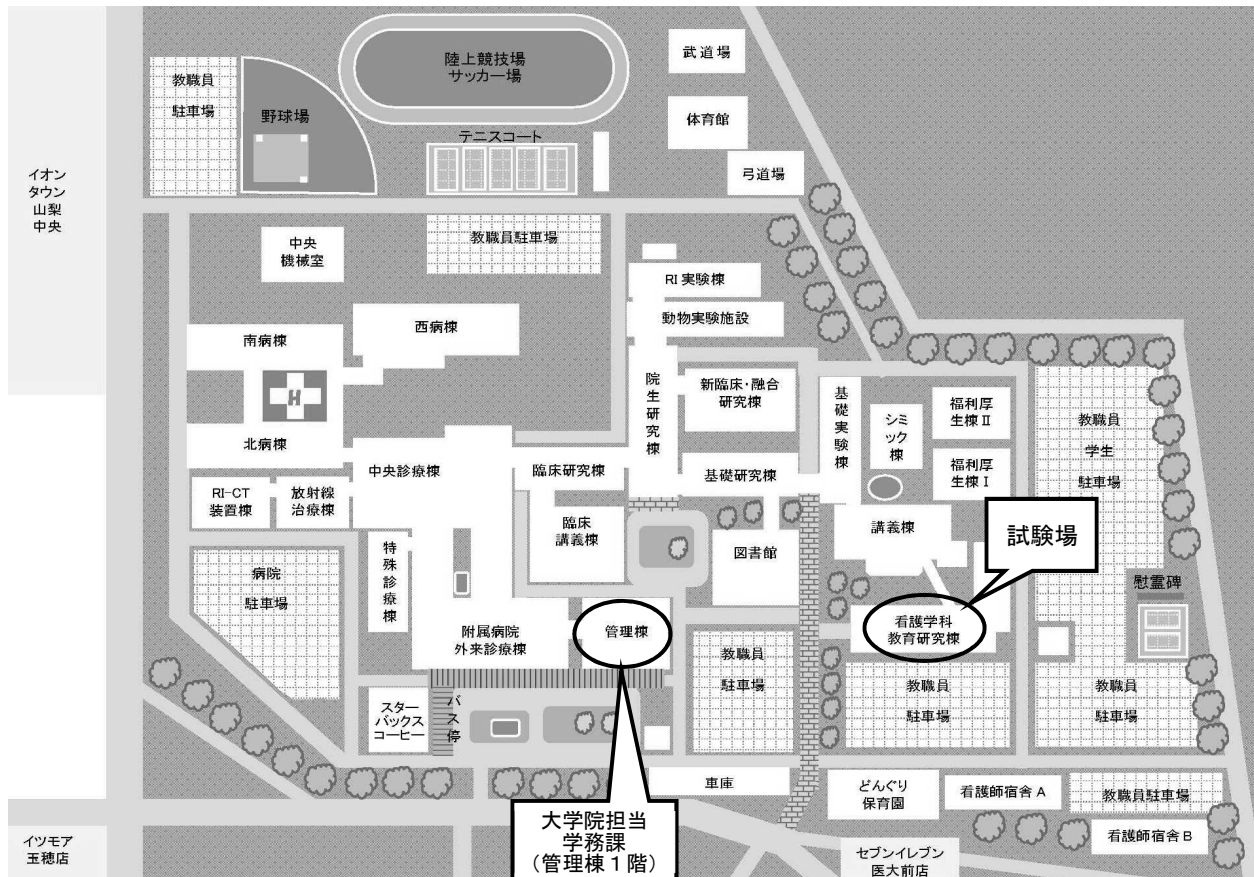 陸上競技場
サッカー場
武道場
教職員
駐車場
野球場
体育館
テニスコート
弓道場
イオン
タウン
山梨
中央
中央
機械室
教職員駐車場
RI 実験棟
動物実験施設
西病棟
南病棟
H
院生研究棟
新臨床・融合
研究棟
基礎実験棟
シミ
ック
棟
福利厚
生棟Ⅱ
教職員
学生
駐車場
北病棟
中央診療棟
臨床研究棟
基礎研究棟
福利厚
生棟Ⅰ
RI-CT
装置棟
放射線
治療棟
臨床
講義棟
図書館
講義棟
試験場
特殊診療棟
病院
駐車場
慰霊碑
附属病院
外来診療棟
管理棟
看護学科
教育研究棟
教職員
駐車場
教職員
駐車場
教職員
駐車場
スター
バックス
コーヒー
バス停
車庫
どんぐり
保育園
看護師宿舎 A
教職員駐車場
大学院担当
学務課
(管理棟１階)
看護師宿舎 B
イツモア
玉穂店
セブンイレブン
医大前店